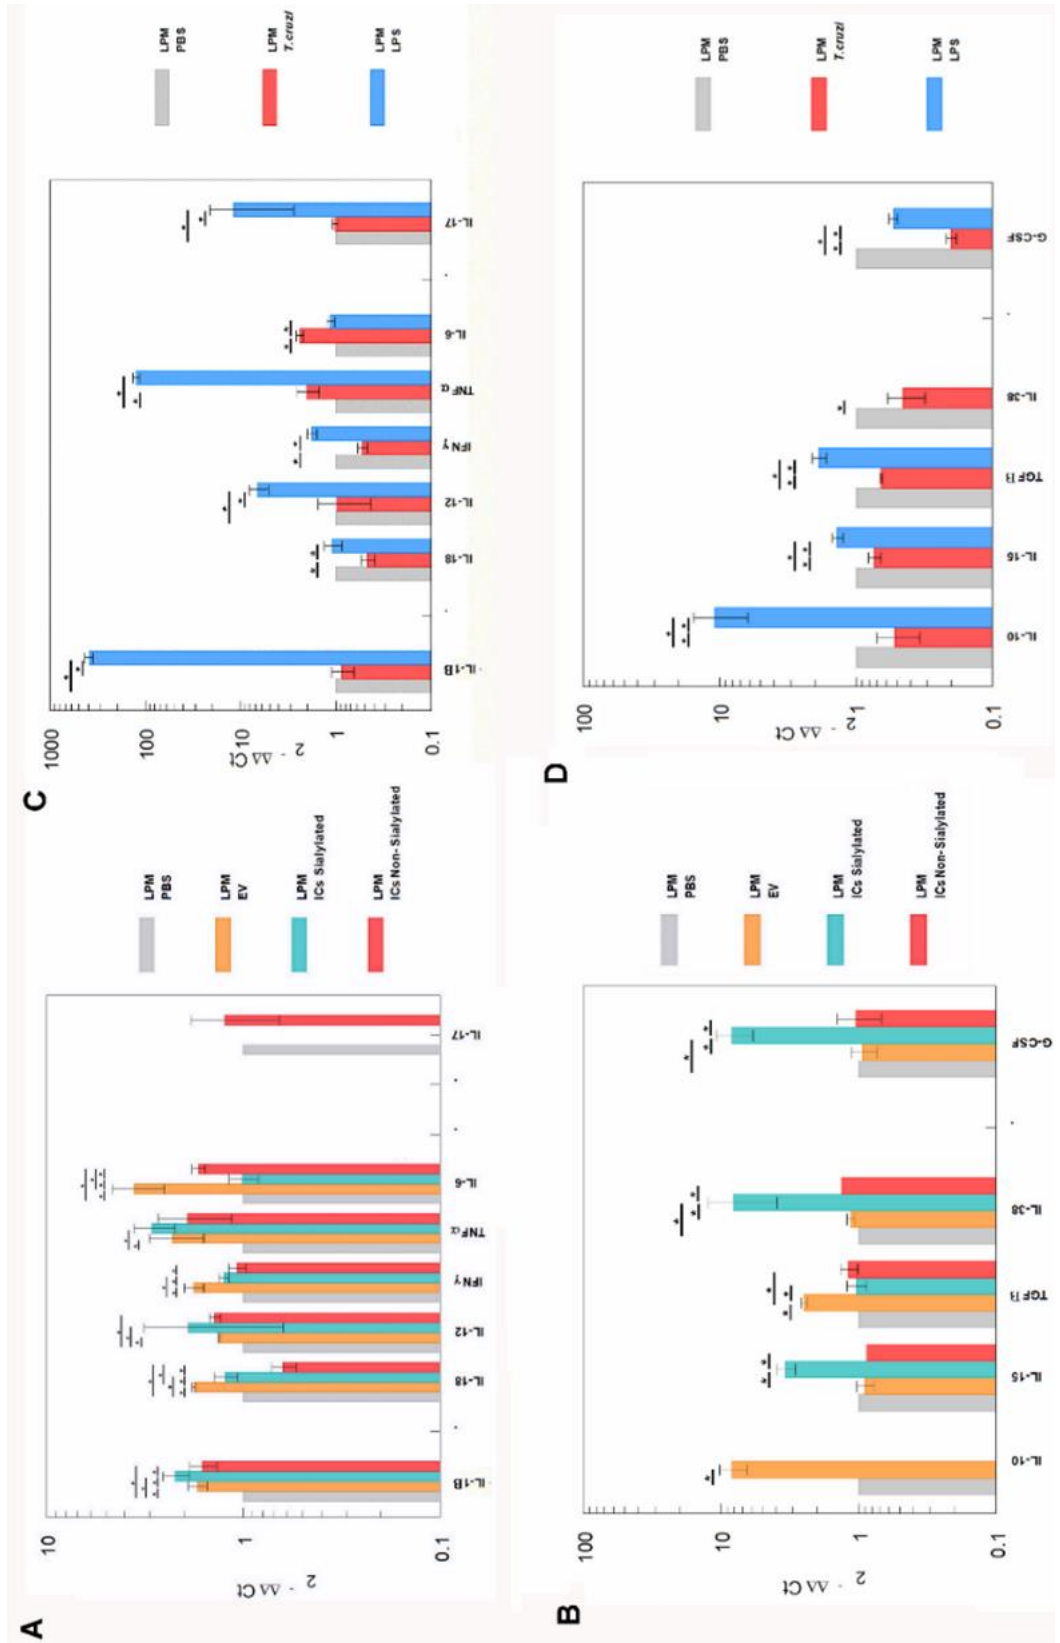 A
10
1
0.1
2 - ΔΔ Ct
IL-1B
IL-18
IL-12
IFN γ
TNF α
IL-6
IL-17
LPM
PBS
LPM
EV
LPM
ICs Sialylated
LPM
ICs Non-Sialylated
C
1000
100
10
1
0.1
2 - ΔΔ Ct
IL-1B
IL-18
IL-12
IFN γ
TNF α
IL-6
IL-17
LPM
PBS
LPM
T.cruzi
LPM
LPS
B
100
10
1
0.1
2 - ΔΔ Ct
IL-10
IL-15
TGF β
IL-38
G-CSF
LPM
PBS
LPM
EV
LPM
ICs Sialylated
LPM
ICs Non-Sialylated
D
100
10
1
0.1
2 - ΔΔ Ct
IL-10
IL-15
TGF β
IL-38
G-CSF
LPM
PBS
LPM
T.cruzi
LPM
LPS